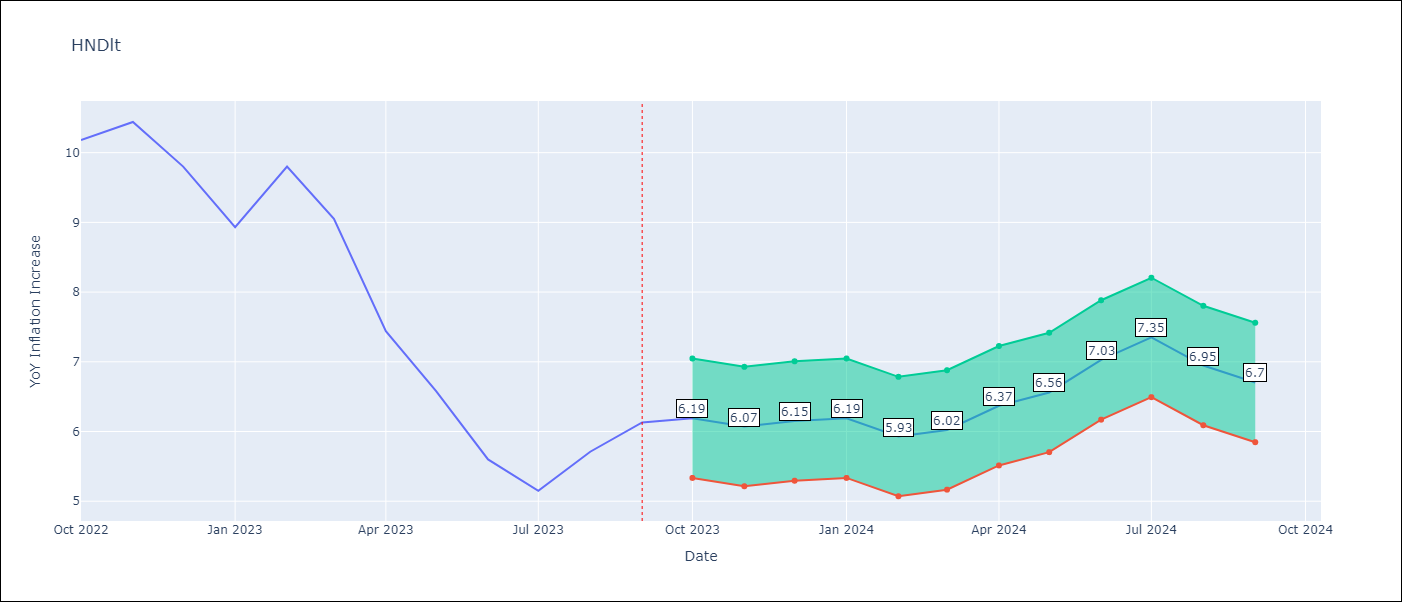 HNDlt
YoY Inflation Increase
10
9
8
7
6
5
6.19
6.07
6.15
6.19
5.93
6.02
6.37
6.56
7.03
7.35
6.95
6.7
Oct 2022
Jan 2023
Apr 2023
Jul 2023
Oct 2023
Jan 2024
Apr 2024
Jul 2024
Oct 2024
Date